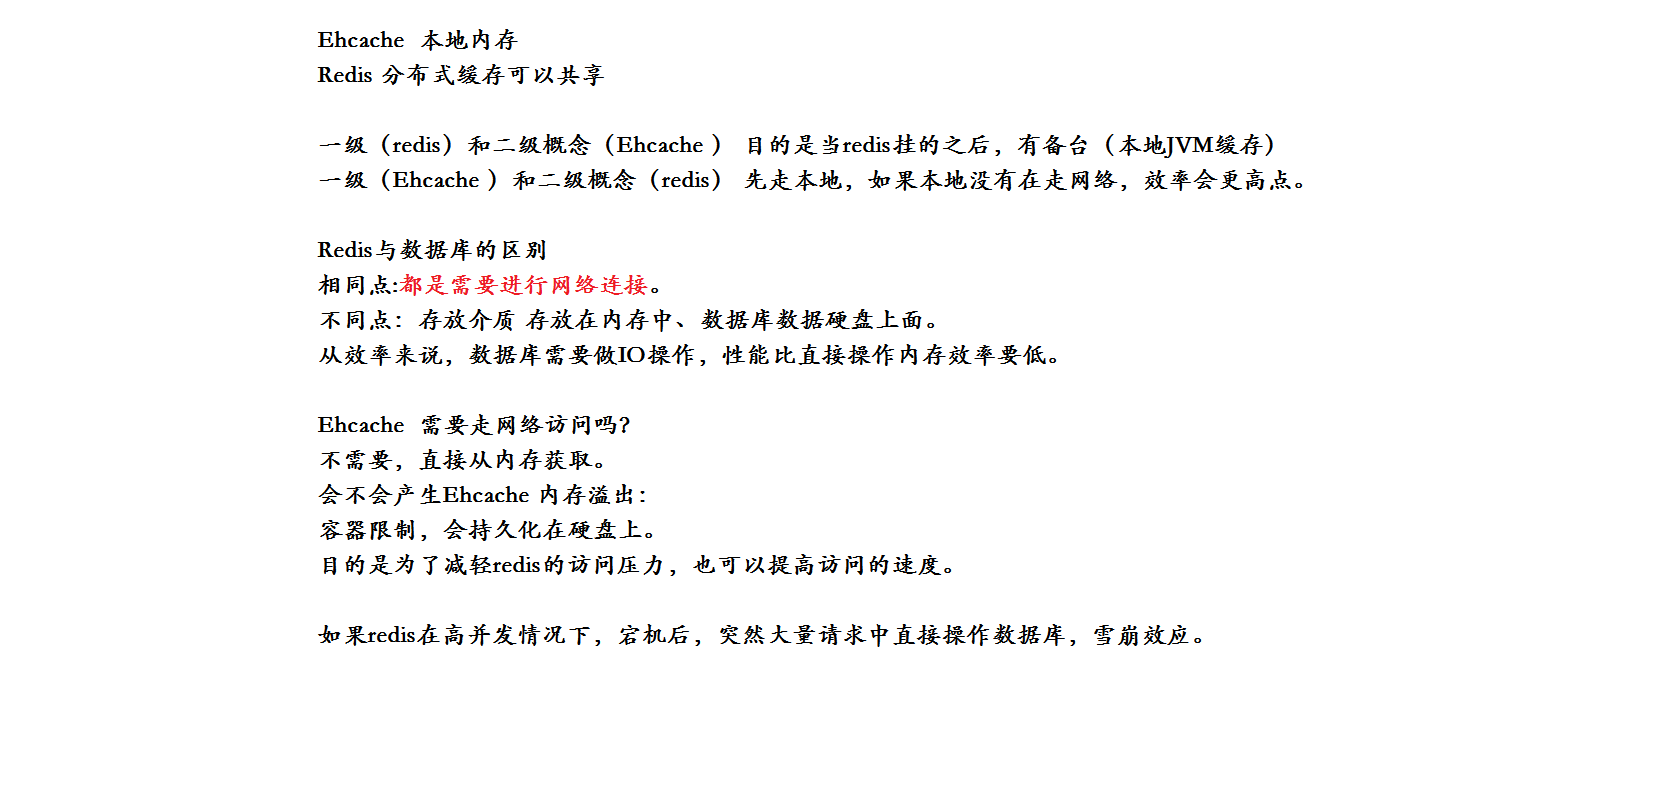 Ehcache 本地内存
Redis 分布式缓存可以共享
一级（redis）和二级概念（Ehcache ） 目的是当redis挂的之后，有备台（本地JVM缓存）
一级（Ehcache ）和二级概念（redis） 先走本地，如果本地没有在走网络，效率会更高点。
Redis与数据库的区别
相同点:都是需要进行网络连接。
不同点：存放介质 存放在内存中、数据库数据硬盘上面。
从效率来说，数据库需要做IO操作，性能比直接操作内存效率要低。
Ehcache 需要走网络访问吗?
不需要，直接从内存获取。
会不会产生Ehcache 内存溢出：
容器限制，会持久化在硬盘上。
目的是为了减轻redis的访问压力，也可以提高访问的速度。
如果redis在高并发情况下，宕机后，突然大量请求中直接操作数据库，雪崩效应。